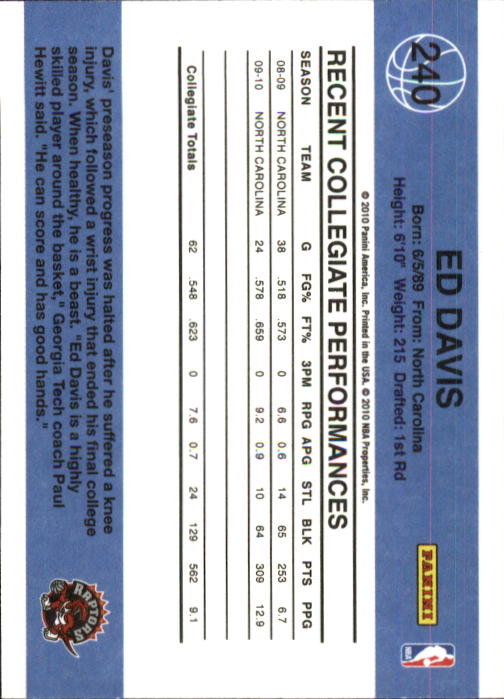 240
ED DAVIS
Born: 6/5/89 From: North Carolina
Height: 6'10" Weight: 215 Drafted: 1st Rd
PANINI
NBA
© 2010 Panini America, Inc. Printed in the USA. © 2010 NBA Properties, Inc.
RECENT COLLEGIATE PERFORMANCES
SEASON TEAM G FG% FT% 3PM RPG APG STL BLK PTS PPG
08-09 NORTH CAROLINA 38 .518 .573 0 6.6 0.6 14 65 253 6.7
09-10 NORTH CAROLINA 24 .578 .659 0 9.2 0.9 10 64 309 12.9
Collegiate Totals 62 .548 .623 0 7.6 0.7 24 129 562 9.1
Davis' preseason progress was halted after he suffered a knee
injury, which followed a wrist injury that ended his final college
season. When healthy, he is a beast. "Ed Davis is a highly
skilled player around the basket," Georgia Tech coach Paul
Hewitt said. "He can score and has good hands."
RAPTORS